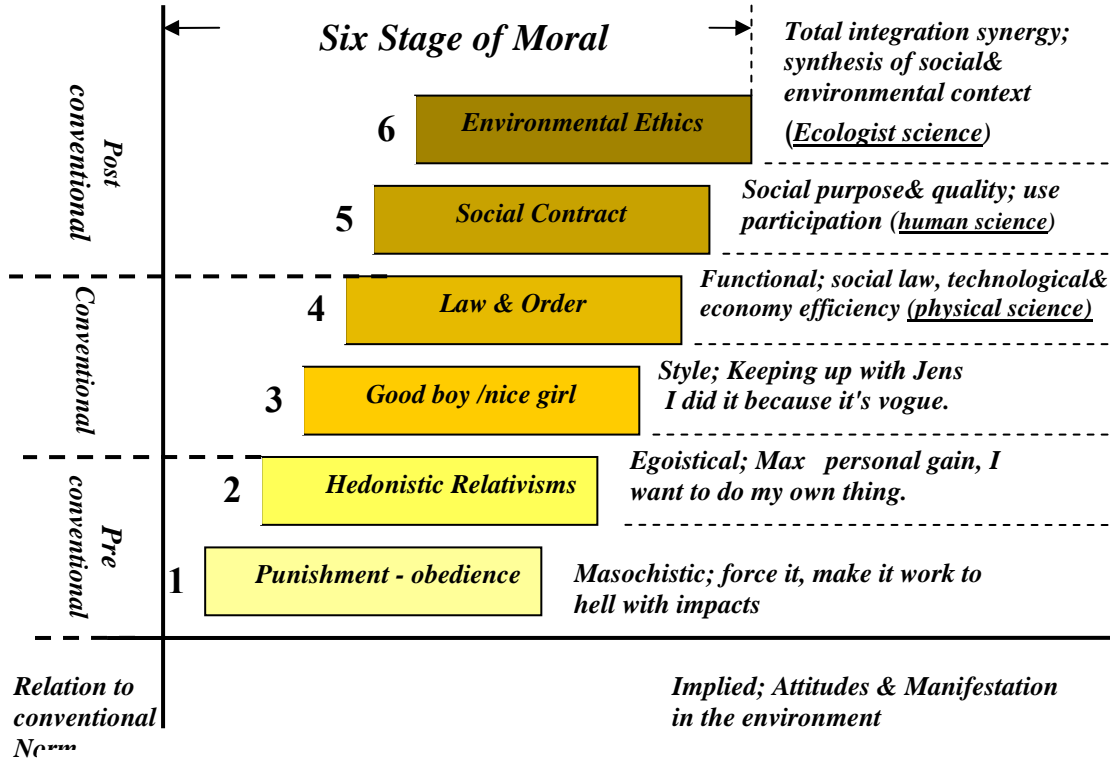 Six Stage of Moral
Total integration synergy;
synthesis of social&
environmental context
(Ecologist science)
Post
conventional
6
Environmental Ethics
5
Social Contract
Social purpose& quality; use
participation (human science)
Conventional
4
Law & Order
Functional; social law, technological&
economy efficiency (physical science)
3
Good boy /nice girl
Style; Keeping up with Jens
I did it because it's vogue.
Pre
conventional
2
Hedonistic Relativisms
Egoistical; Max personal gain, I
want to do my own thing.
1
Punishment - obedience
Masochistic; force it, make it work to
hell with impacts
Relation to
conventional
Norm
Implied; Attitudes & Manifestation
in the environment